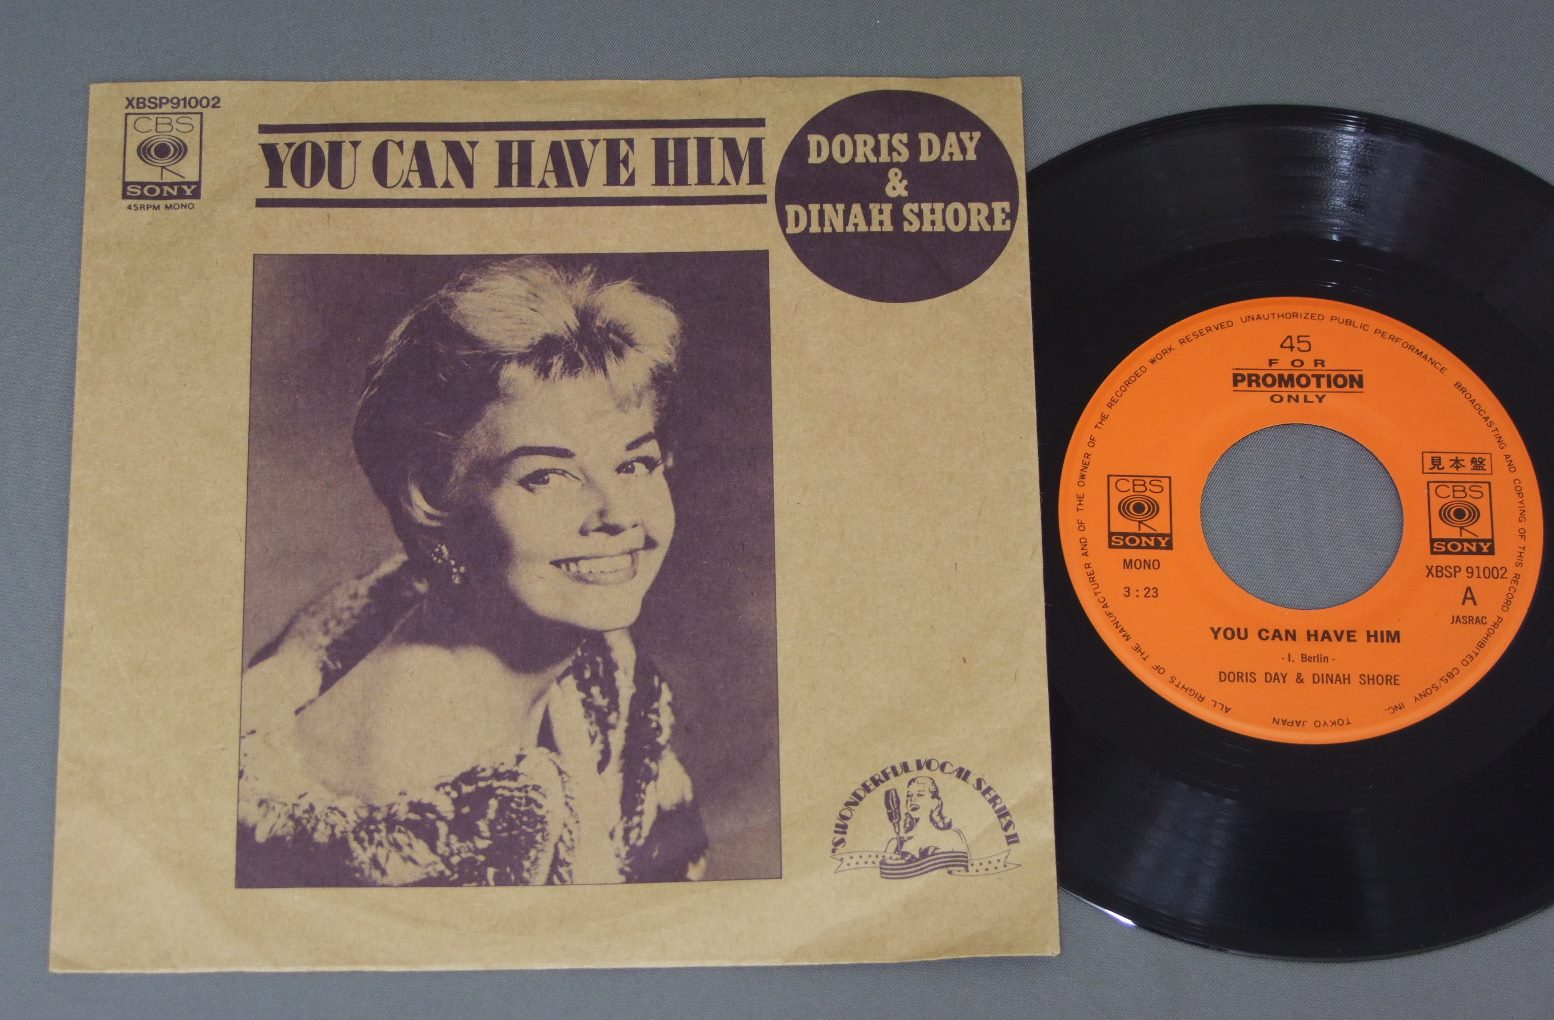 XBSP91002
CBS
SONY
45RPM MONO
YOU CAN HAVE HIM
DORIS DAY
&
DINAH SHORE
'S WONDERFUL VOCAL SERIES II
45
FOR
PROMOTION
ONLY
見本盤
CBS
SONY
MONO
3:23
CBS
SONY
XBSP 91002
A
JASRAC
YOU CAN HAVE HIM
-I. Berlin-
DORIS DAY & DINAH SHORE
ALL RIGHTS OF THE MANUFACTURER AND OF THE OWNER OF THE RECORDED WORK RESERVED UNAUTHORIZED PUBLIC PERFORMANCE. BROADCASTING AND COPYING OF THIS RECORD PROHIBITED CBS/SONY INC. TOKYO JAPAN